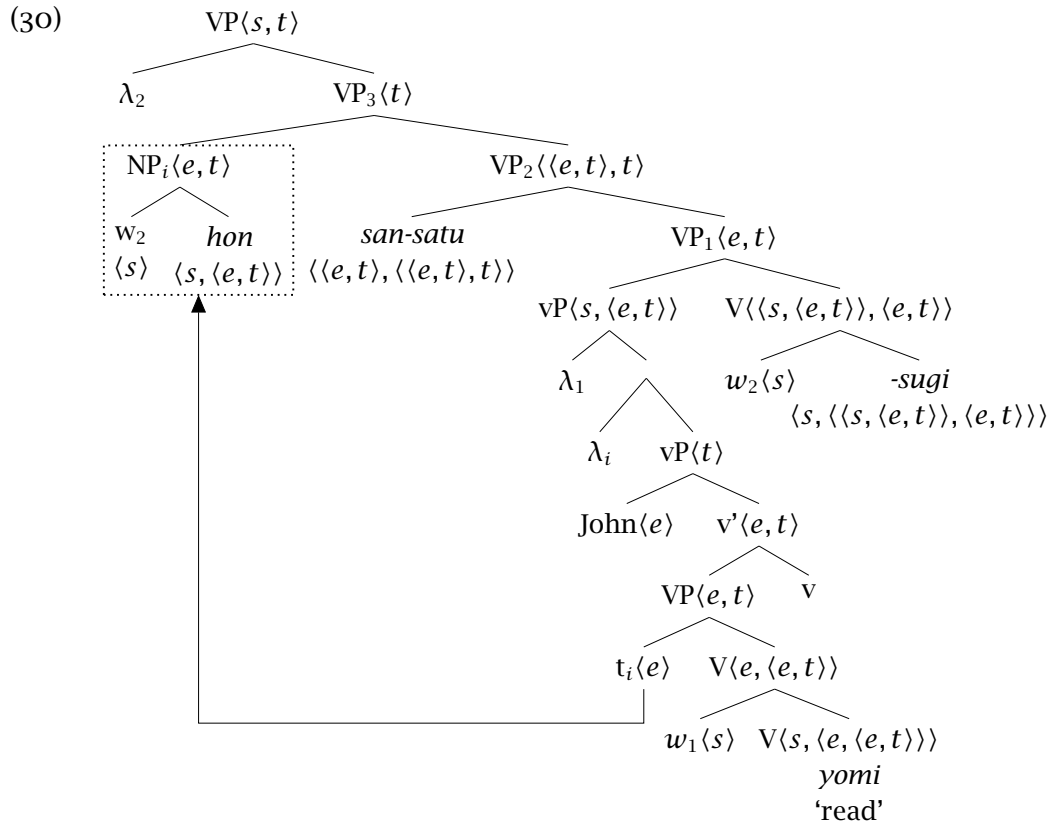 (30)
VP⟨s, t⟩
λ₂ VP₃⟨t⟩
NPᵢ⟨e, t⟩ VP₂⟨⟨e, t⟩, t⟩
w₂ hon san-satu VP₁⟨e, t⟩
⟨s⟩ ⟨s, ⟨e, t⟩⟩ ⟨⟨e, t⟩, ⟨⟨e, t⟩, t⟩⟩
vP⟨s, ⟨e, t⟩⟩ V⟨⟨s, ⟨e, t⟩⟩, ⟨e, t⟩⟩
λ₁ w₂⟨s⟩ -sugi
⟨s, ⟨⟨s, ⟨e, t⟩⟩, ⟨e, t⟩⟩⟩
λᵢ vP⟨t⟩
John⟨e⟩ v'⟨e, t⟩
VP⟨e, t⟩ v
tᵢ⟨e⟩ V⟨e, ⟨e, t⟩⟩
w₁⟨s⟩ V⟨s, ⟨e, ⟨e, t⟩⟩⟩
yomi
‘read’